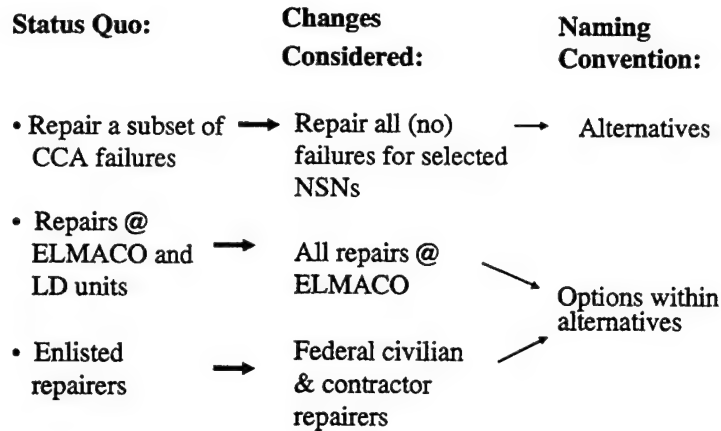 Status Quo:
Changes
Considered:
Naming
Convention:
• Repair a subset of
CCA failures
Repair all (no)
failures for selected
NSNs
Alternatives
• Repairs @
ELMACO and
LD units
All repairs @
ELMACO
Options within
alternatives
• Enlisted
repairers
Federal civilian
& contractor
repairers